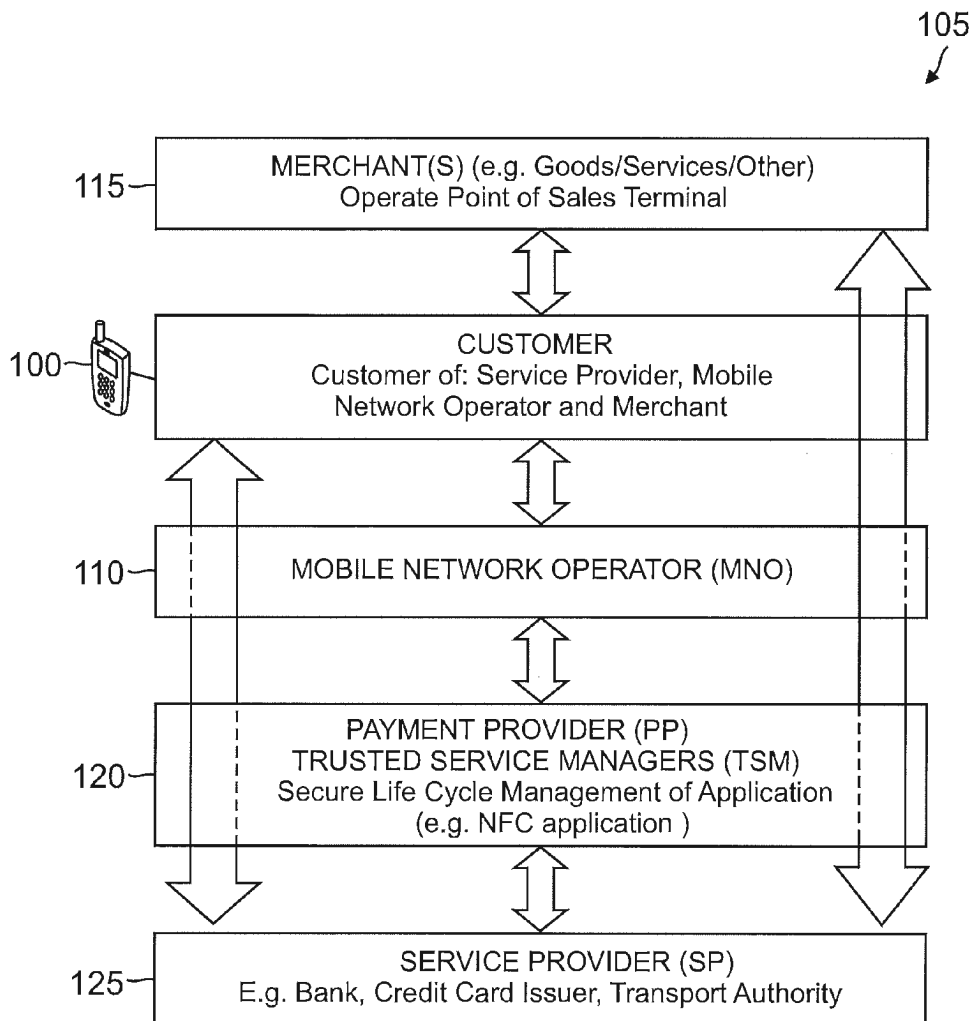 105
115
MERCHANT(S) (e.g. Goods/Services/Other)
Operate Point of Sales Terminal
100
CUSTOMER
Customer of: Service Provider, Mobile
Network Operator and Merchant
110
MOBILE NETWORK OPERATOR (MNO)
120
PAYMENT PROVIDER (PP)
TRUSTED SERVICE MANAGERS (TSM)
Secure Life Cycle Management of Application
(e.g. NFC application )
125
SERVICE PROVIDER (SP)
E.g. Bank, Credit Card Issuer, Transport Authority